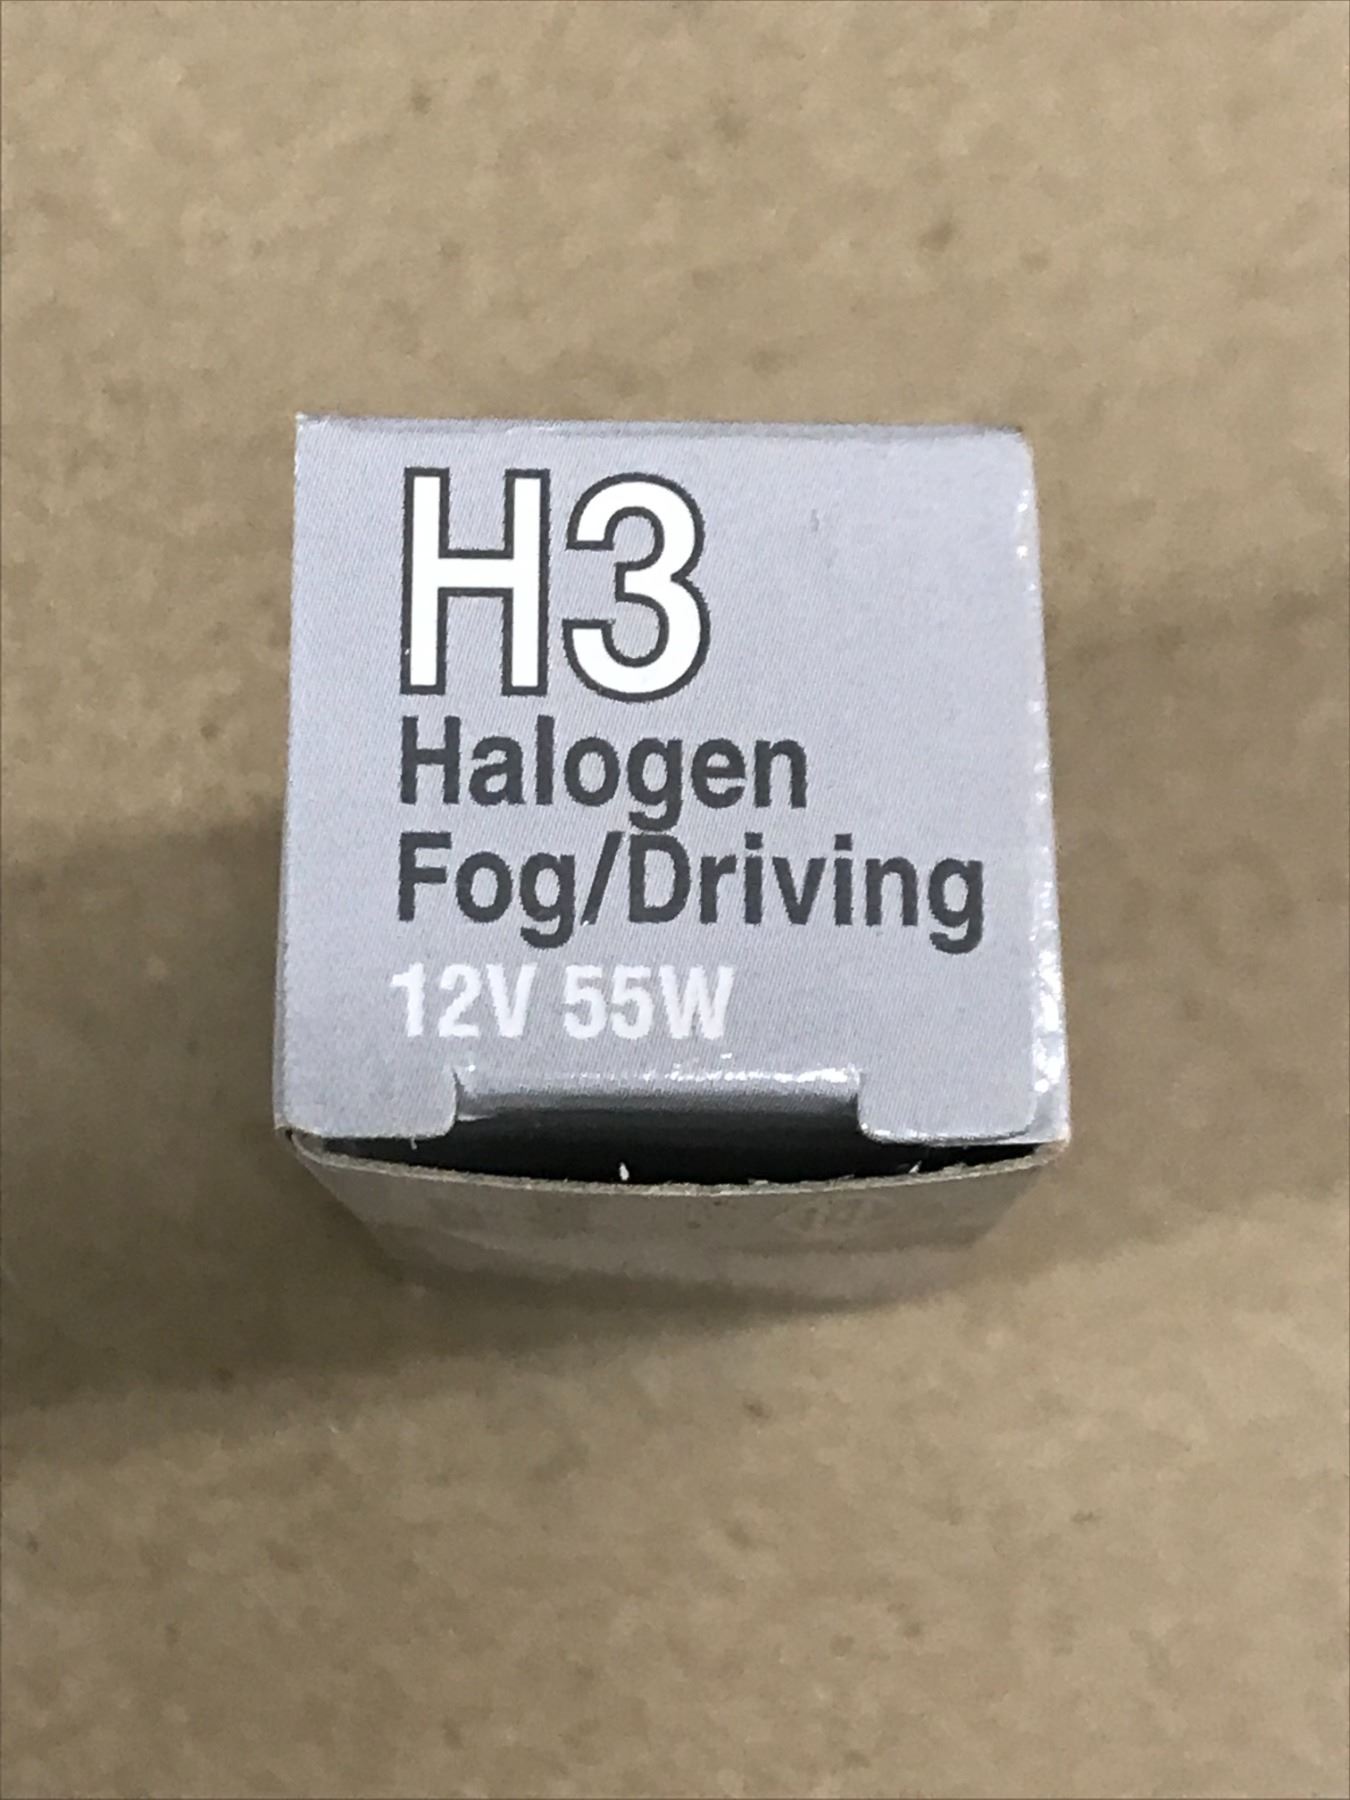 H3
Halogen
Fog/Driving
12V 55W